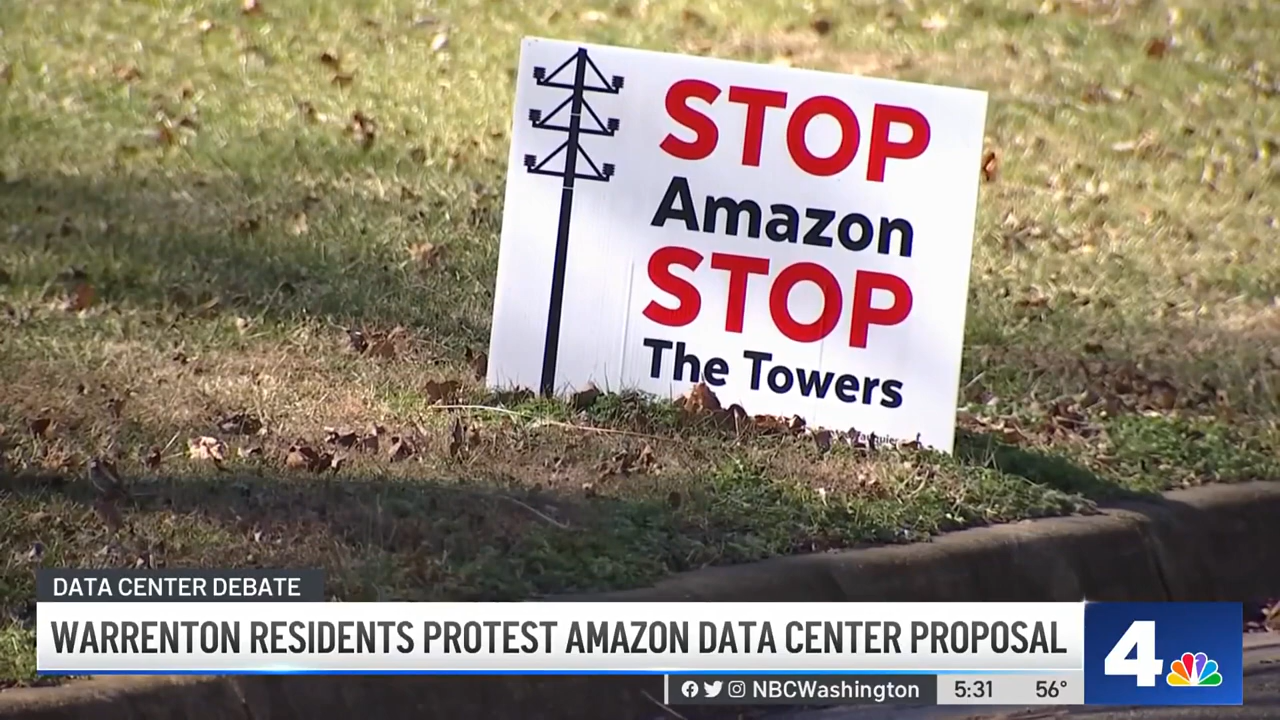 STOP
Amazon
STOP
The Towers
DATA CENTER DEBATE
WARRENTON RESIDENTS PROTEST AMAZON DATA CENTER PROPOSAL
4
NBCWashington
5:31 56°